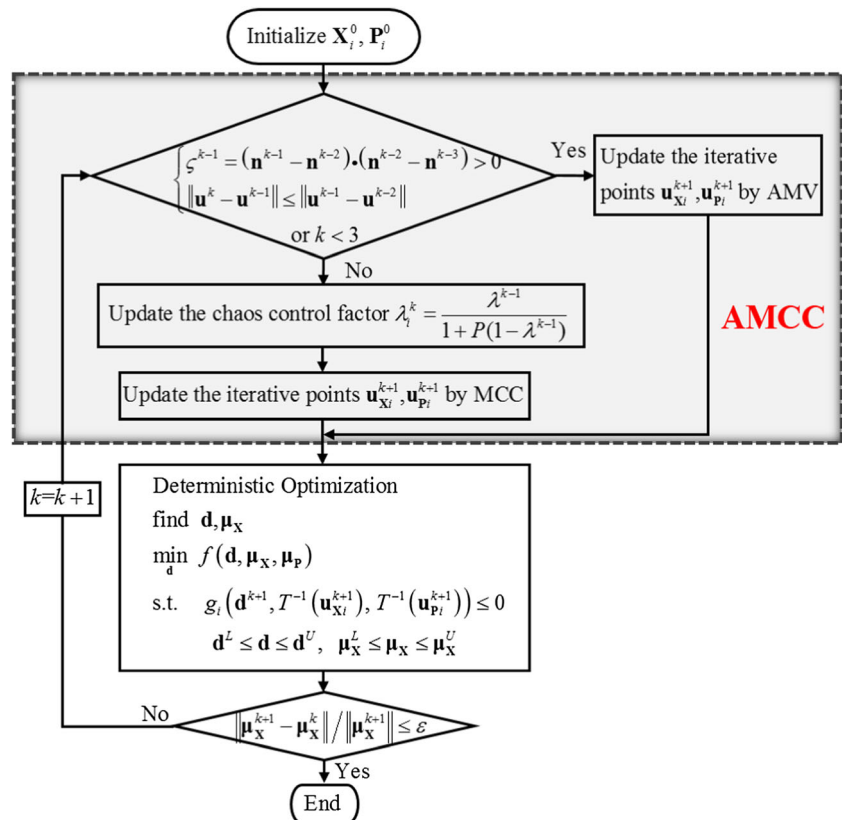 Initialize 𝐗ᵢ⁰, 𝐏ᵢ⁰
ς^{k-1} = (𝐧^{k-1} − 𝐧^{k-2})•(𝐧^{k-2} − 𝐧^{k-3}) > 0
‖𝐮^k − 𝐮^{k-1}‖ ≤ ‖𝐮^{k-1} − 𝐮^{k-2}‖
or k < 3
Yes
Update the iterative
points 𝐮_{𝐗i}^{k+1}, 𝐮_{𝐏i}^{k+1} by AMV
No
Update the chaos control factor λ_i^k = λ^{k-1} / (1 + P(1 − λ^{k-1}))
AMCC
Update the iterative points 𝐮_{𝐗i}^{k+1}, 𝐮_{𝐏i}^{k+1} by MCC
k=k+1
Deterministic Optimization
find 𝐝, 𝛍_𝐗
min_𝐝 f(𝐝, 𝛍_𝐗, 𝛍_𝐏)
s.t. g_i(𝐝^{k+1}, T^{-1}(𝐮_{𝐗i}^{k+1}), T^{-1}(𝐮_{𝐏i}^{k+1})) ≤ 0
𝐝^L ≤ 𝐝 ≤ 𝐝^U, 𝛍_𝐗^L ≤ 𝛍_𝐗 ≤ 𝛍_𝐗^U
No
‖𝛍_𝐗^{k+1} − 𝛍_𝐗^k‖/‖𝛍_𝐗^{k+1}‖ ≤ ε
Yes
End